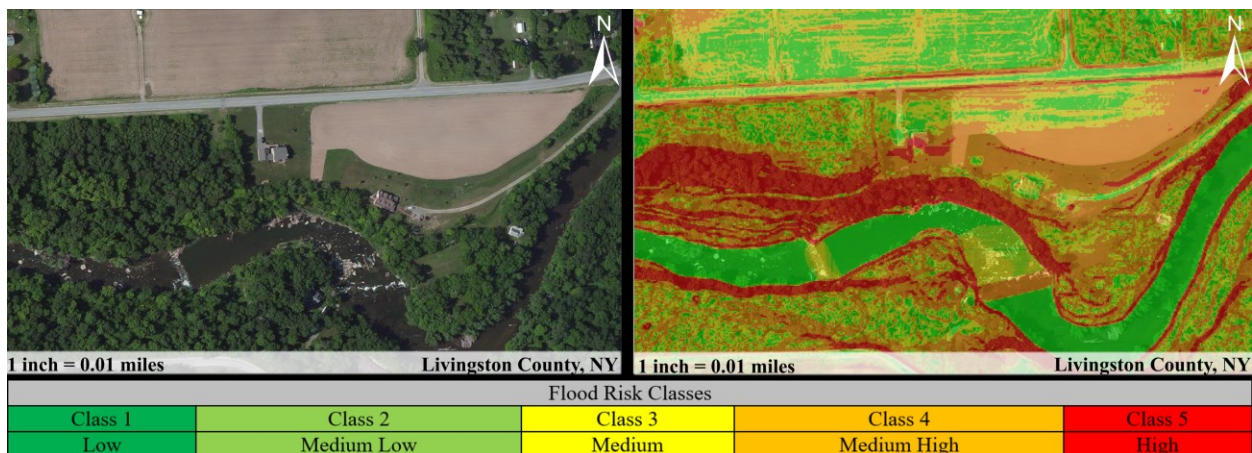 N
N
1 inch = 0.01 miles
Livingston County, NY
1 inch = 0.01 miles
Livingston County, NY
Flood Risk Classes
Class 1
Class 2
Class 3
Class 4
Class 5
Low
Medium Low
Medium
Medium High
High